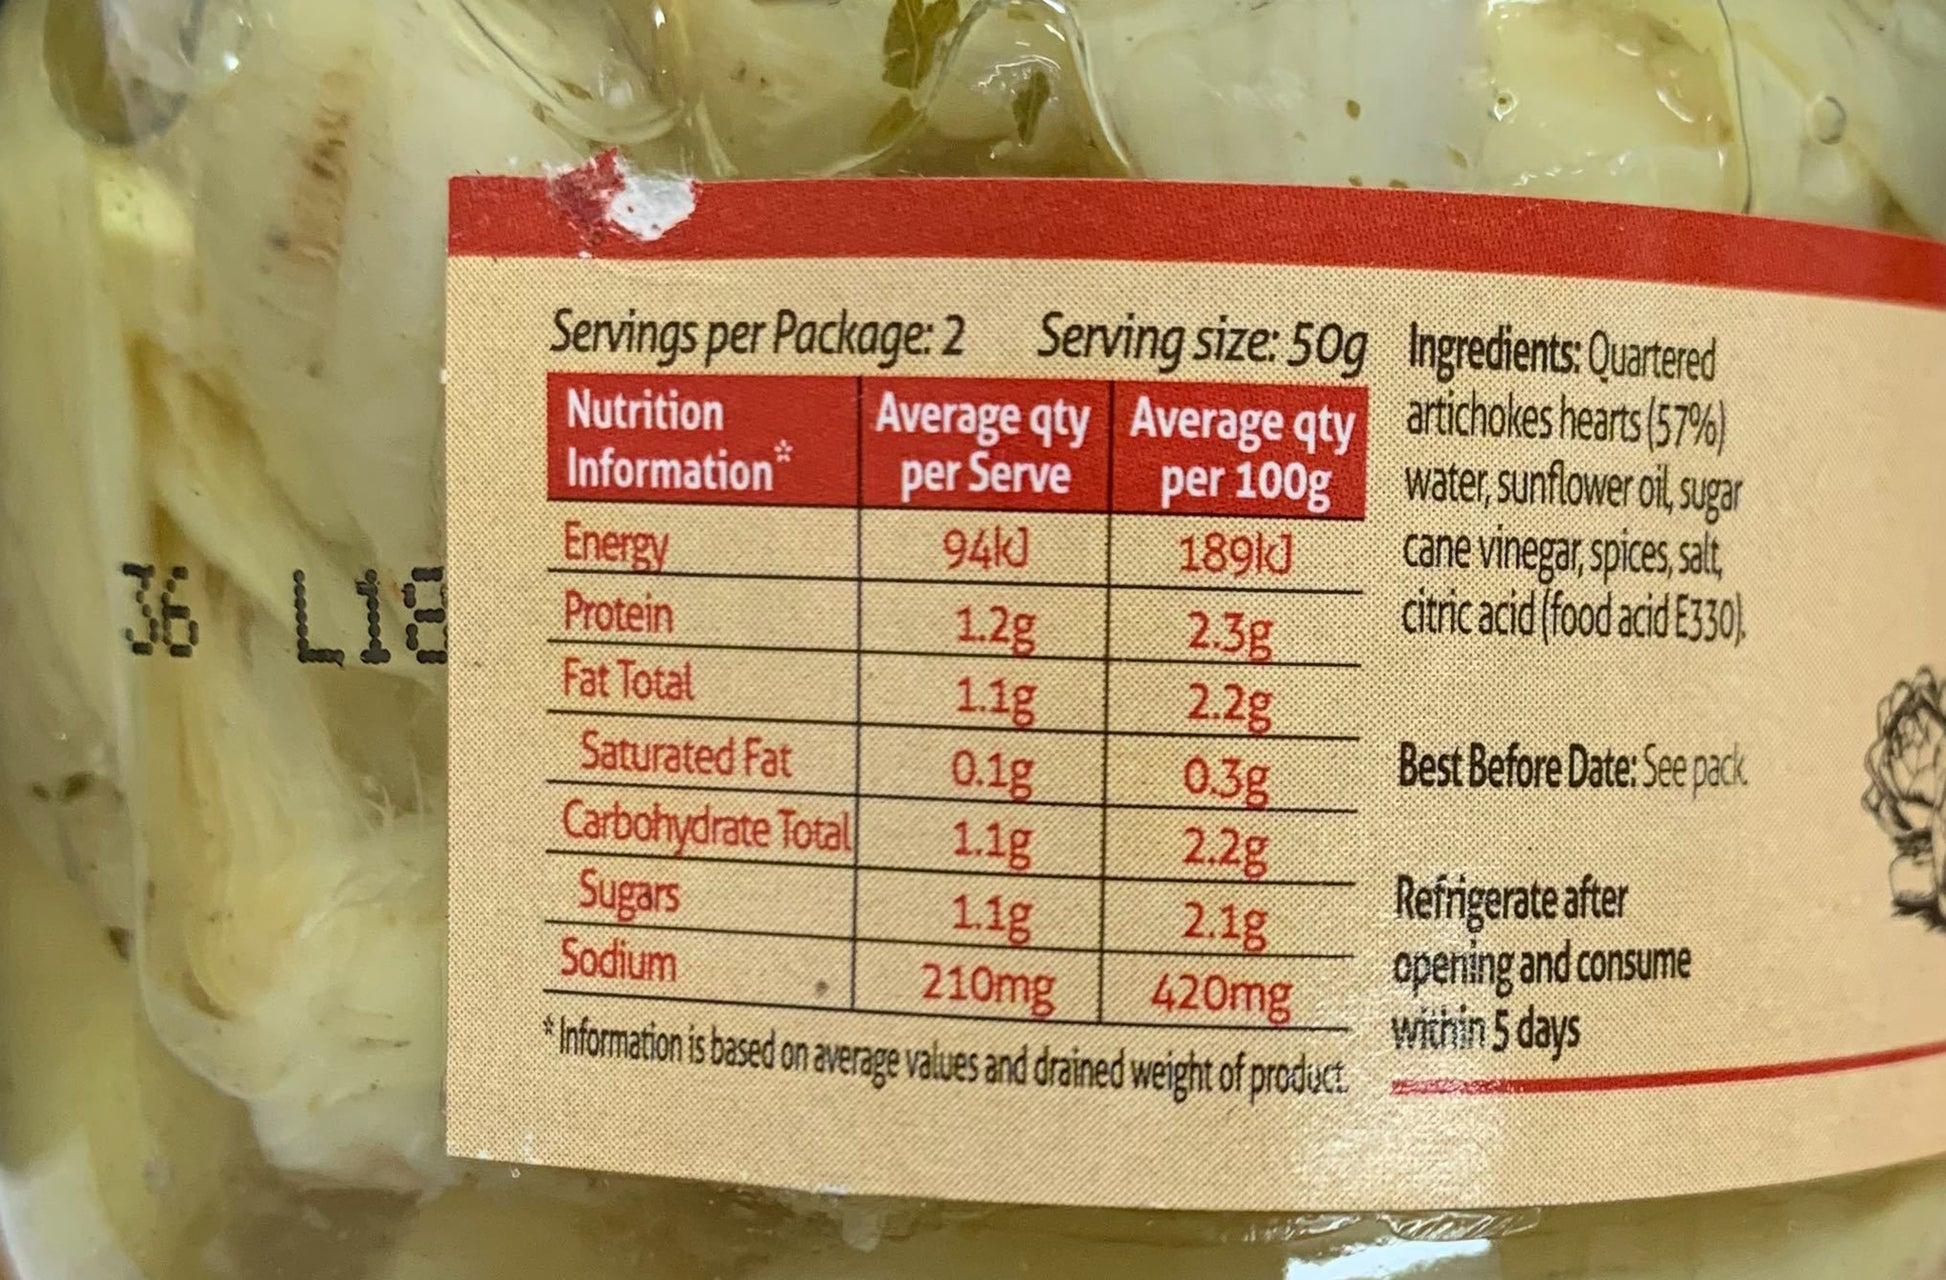 Servings per Package: 2 Serving size: 50g
Nutrition Information* Average qty per Serve Average qty per 100g
Energy 94kJ 189kJ
Protein 1.2g 2.3g
Fat Total 1.1g 2.2g
Saturated Fat 0.1g 0.3g
Carbohydrate Total 1.1g 2.2g
Sugars 1.1g 2.1g
Sodium 210mg 420mg
* Information is based on average values and drained weight of product.
Ingredients: Quartered
artichokes hearts (57%)
water, sunflower oil, sugar
cane vinegar, spices, salt,
citric acid (food acid E330).
Best Before Date: See pack.
Refrigerate after
opening and consume
within 5 days